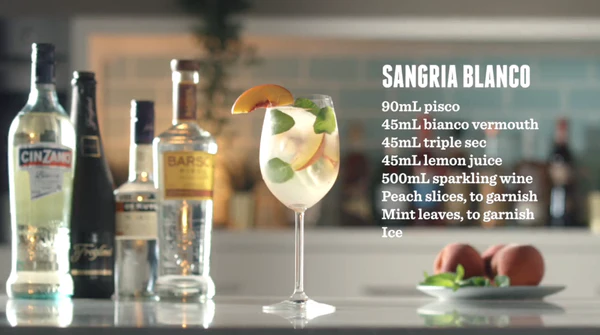 SANGRIA BLANCO
90mL pisco
45mL bianco vermouth
45mL triple sec
45mL lemon juice
500mL sparkling wine
Peach slices, to garnish
Mint leaves, to garnish
Ice
CINZANO
BARSOL